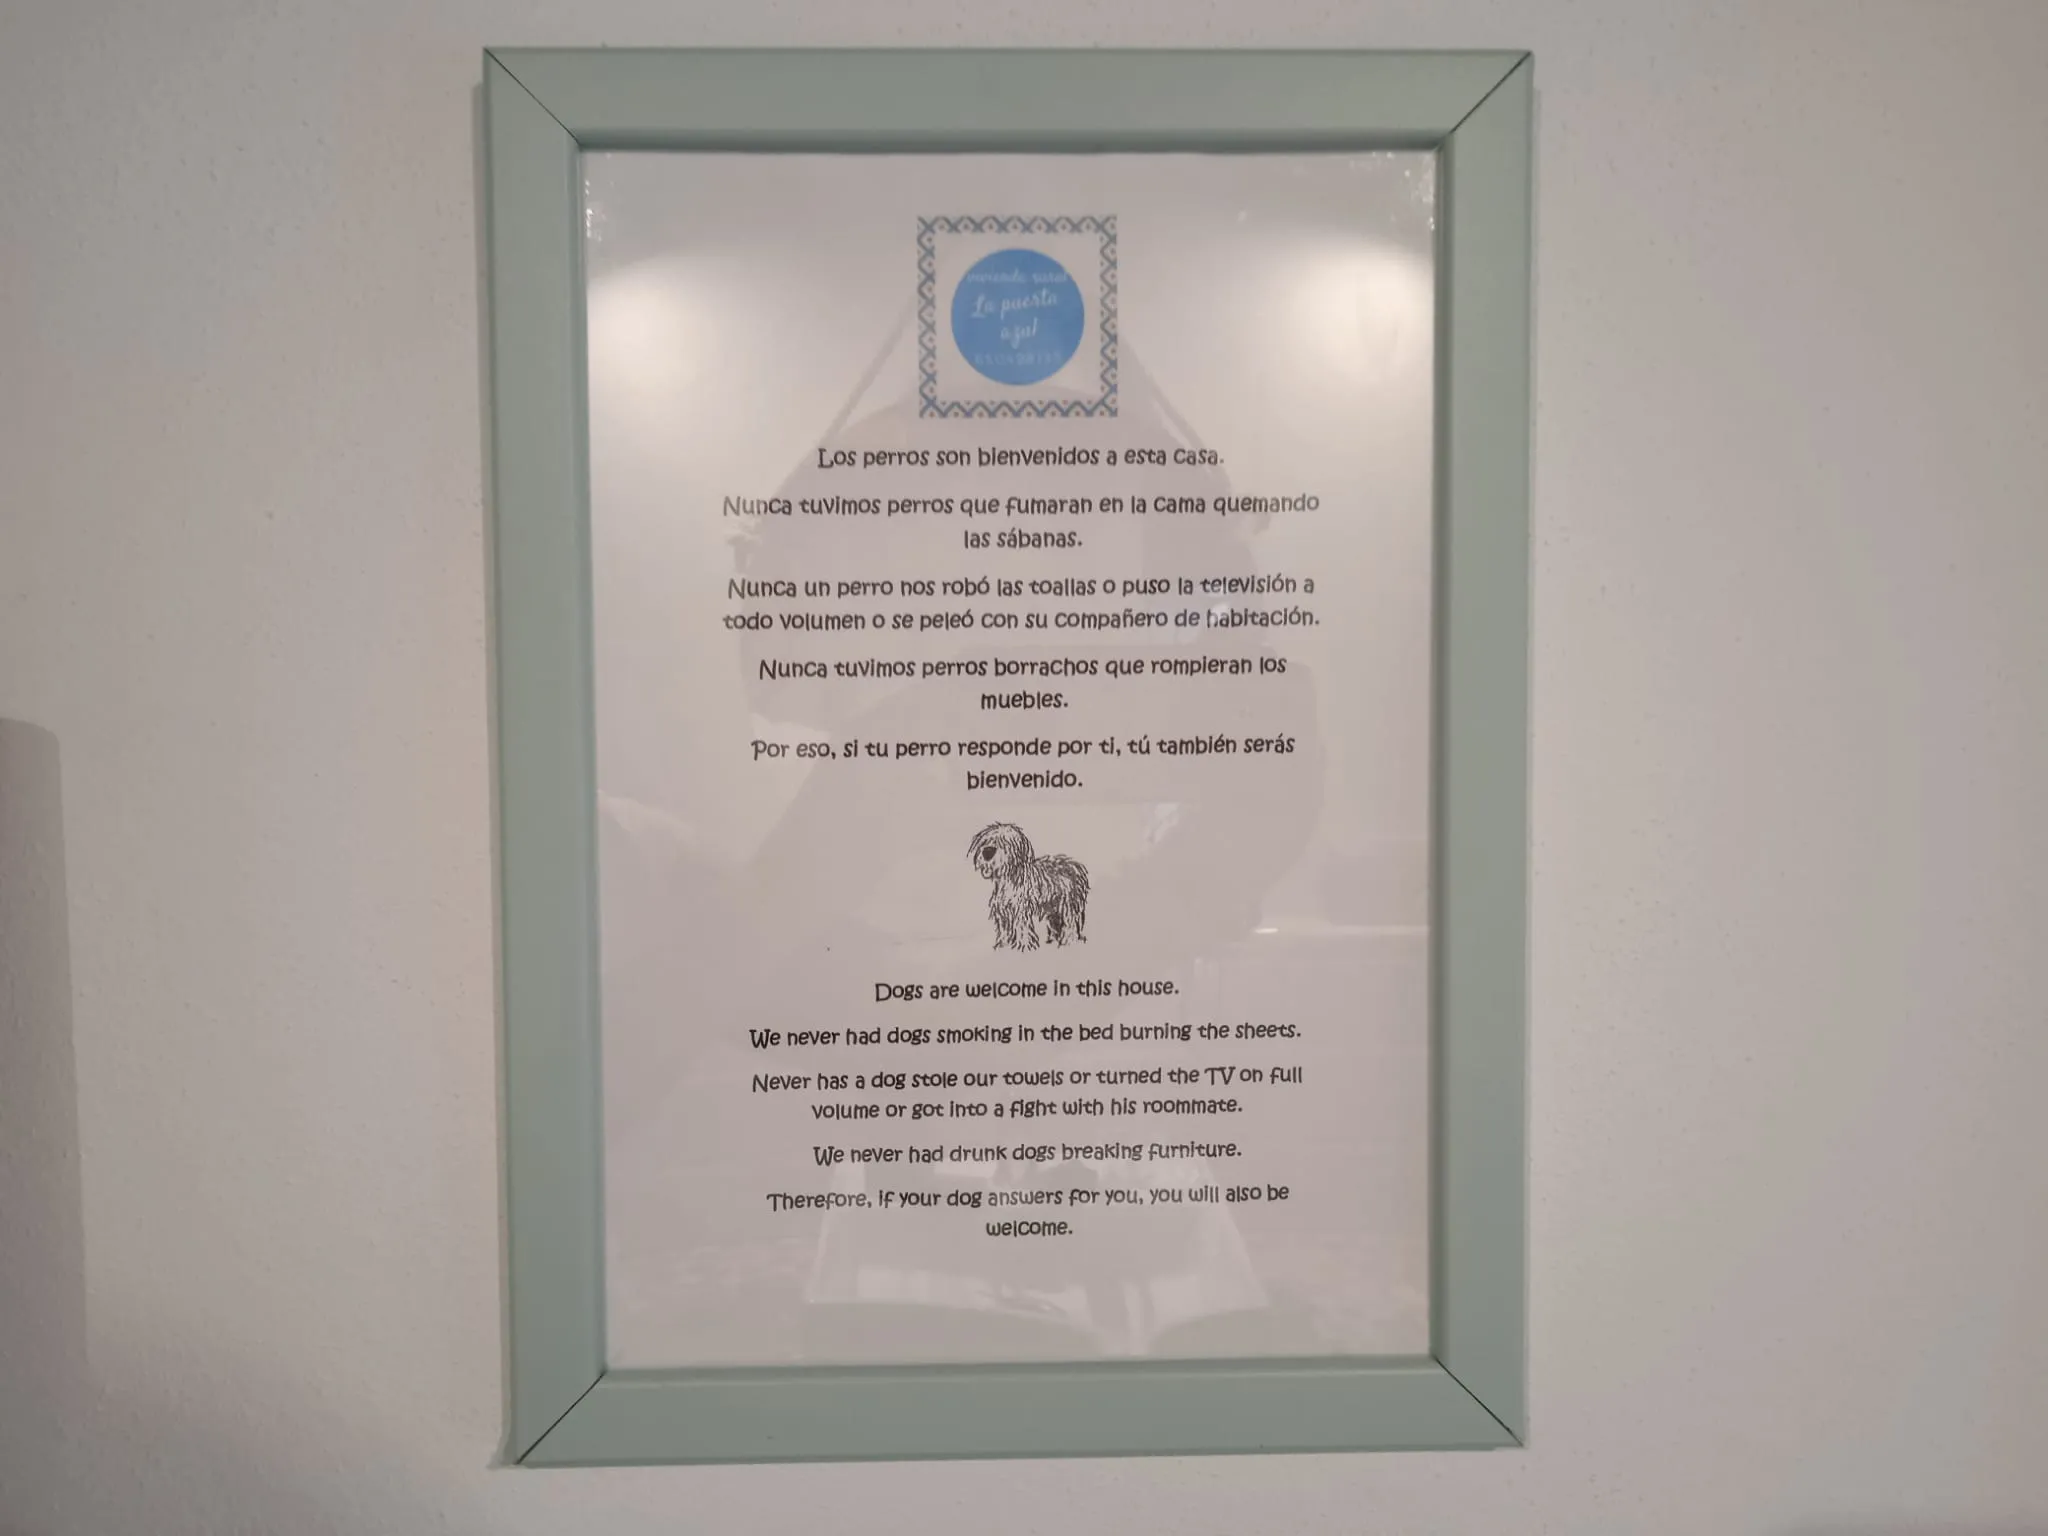 vivienda rural
La puerta
azul
Los perros son bienvenidos a esta casa.
Nunca tuvimos perros que fumaran en la cama quemando
las sábanas.
Nunca un perro nos robó las toallas o puso la televisión a
todo volumen o se peleó con su compañero de habitación.
Nunca tuvimos perros borrachos que rompieran los
muebles.
Por eso, si tu perro responde por ti, tú también serás
bienvenido.
Dogs are welcome in this house.
We never had dogs smoking in the bed burning the sheets.
Never has a dog stole our towels or turned the TV on full
volume or got into a fight with his roommate.
We never had drunk dogs breaking furniture.
Therefore, if your dog answers for you, you will also be
welcome.